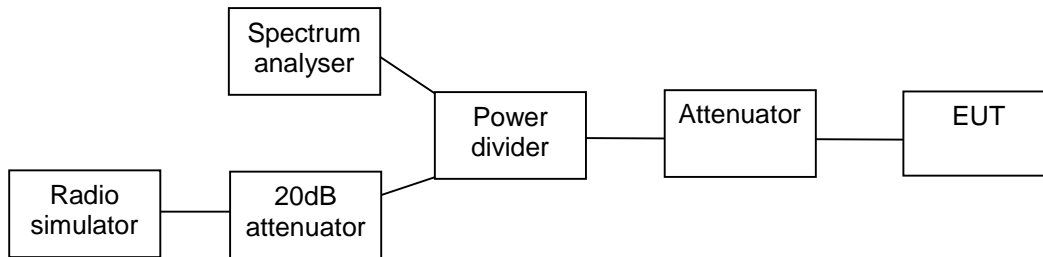 Spectrum
analyser
Power
divider
Attenuator
EUT
Radio
simulator
20dB
attenuator